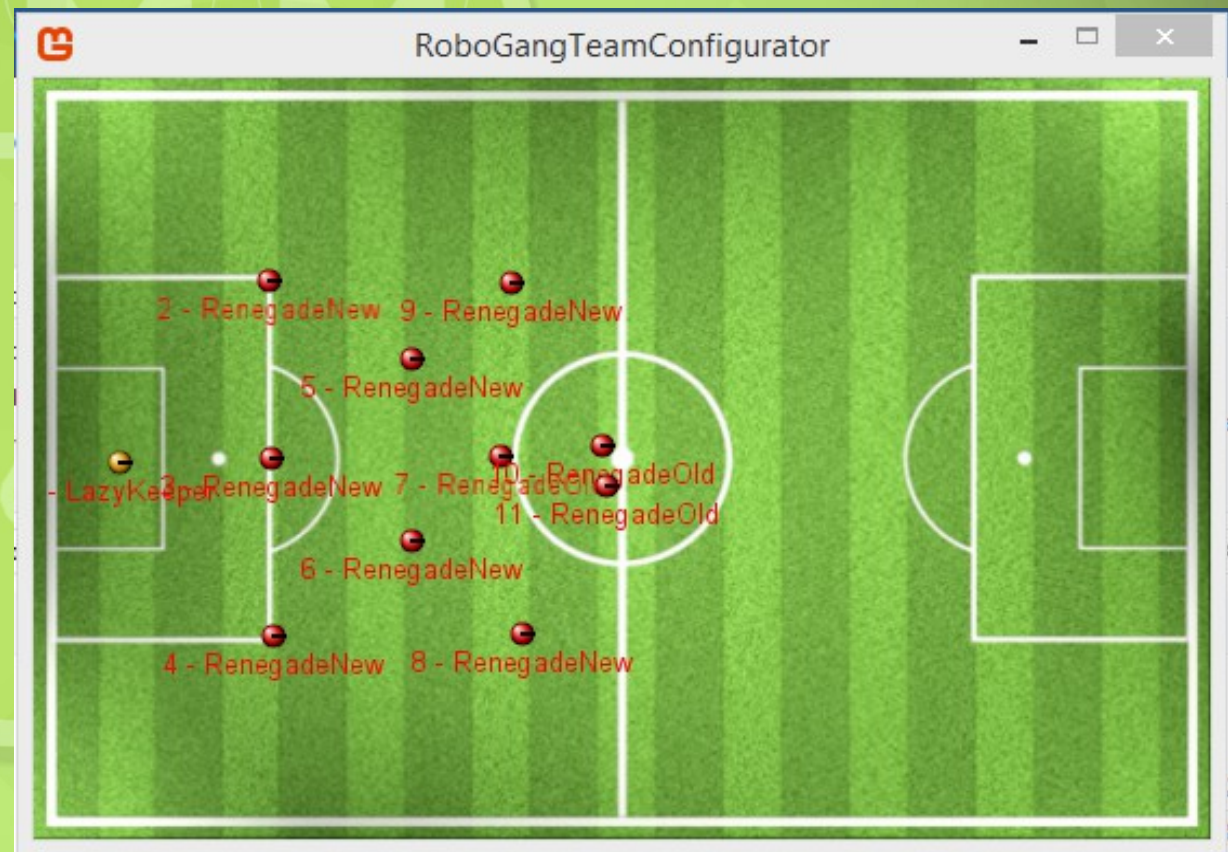 RoboGangTeamConfigurator
2 - RenegadeNew
9 - RenegadeNew
5 - RenegadeNew
- LazyKeeper
3 - RenegadeNew
7 - RenegadeOld
10 - RenegadeOld
11 - RenegadeOld
6 - RenegadeNew
4 - RenegadeNew
8 - RenegadeNew